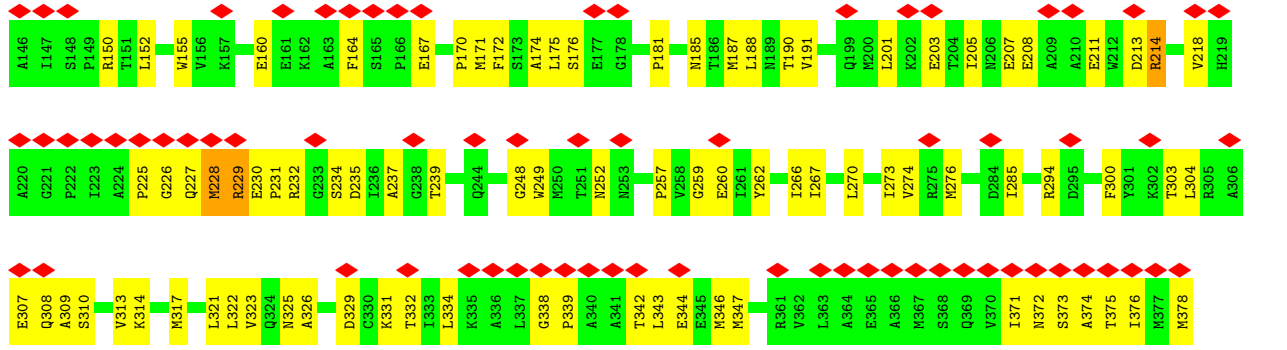 A146 I147 S148 P149 R150 T151 L152 W155 V156 K157 E160 E161 K162 A163 F164 S165 P166 E167 P170 M171 F172 S173 A174 L175 S176 E177 G178 P181 N185 T186 M187 L188 N189 T190 V191 Q199 M200 L201 K202 E203 T204 I205 N206 E207 E208 A209 A210 E211 W212 D213 R214 V218 H219
A220 G221 P222 I223 A224 P225 G226 Q227 M228 R229 E230 P231 R232 G233 S234 D235 I236 A237 G238 T239 Q244 G248 W249 M250 T251 N252 N253 P257 V258 G259 E260 I261 Y262 I266 I267 L270 I273 V274 R275 M276 D284 I285 R294 D295 F300 Y301 K302 T303 L304 R305 A306
E307 Q308 A309 S310 V313 K314 M317 L321 L322 V323 Q324 N325 A326 D329 C330 K331 T332 I333 L334 K335 A336 L337 G338 P339 A340 A341 T342 L343 E344 E345 M346 M347 R361 V362 L363 A364 E365 A366 M367 S368 Q369 V370 I371 N372 S373 A374 T375 I376 M377 M378